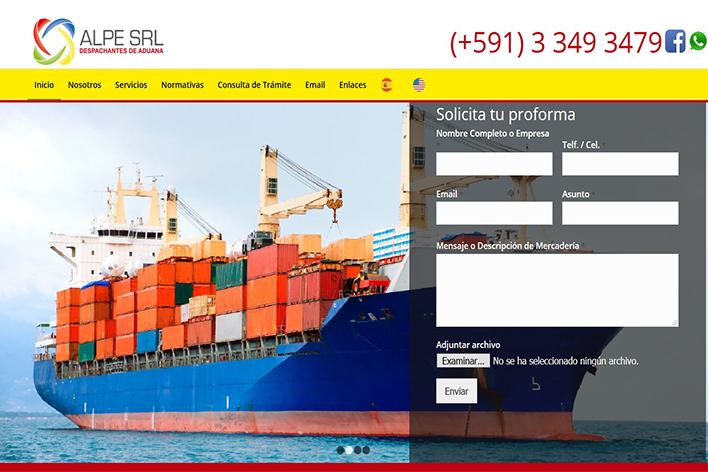 ALPE SRL
DESPACHANTES DE ADUANA
(+591) 3 349 3479
Inicio Nosotros Servicios Normativas Consulta de Trámite Email Enlaces
Solicita tu proforma
Nombre Completo o Empresa *
Telf. / Cel. *
Email * Asunto *
Mensaje o Descripción de Mercadería *
Adjuntar archivo
Examinar... No se ha seleccionado ningún archivo.
Enviar